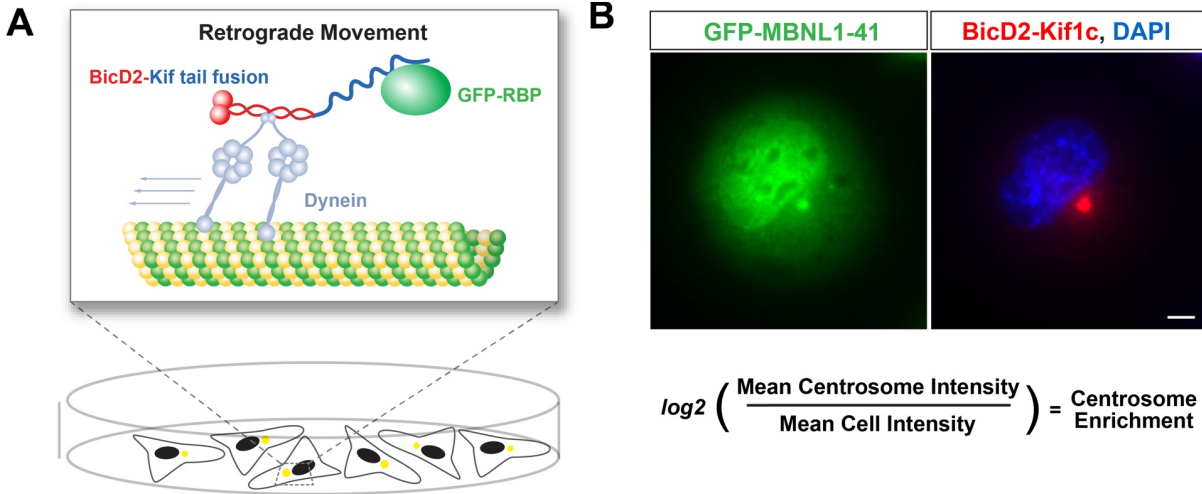 A
Retrograde Movement
BicD2-Kif tail fusion
GFP-RBP
Dynein
B
GFP-MBNL1-41
BicD2-Kif1c, DAPI
log2 ( Mean Centrosome Intensity
Mean Cell Intensity ) = Centrosome
Enrichment